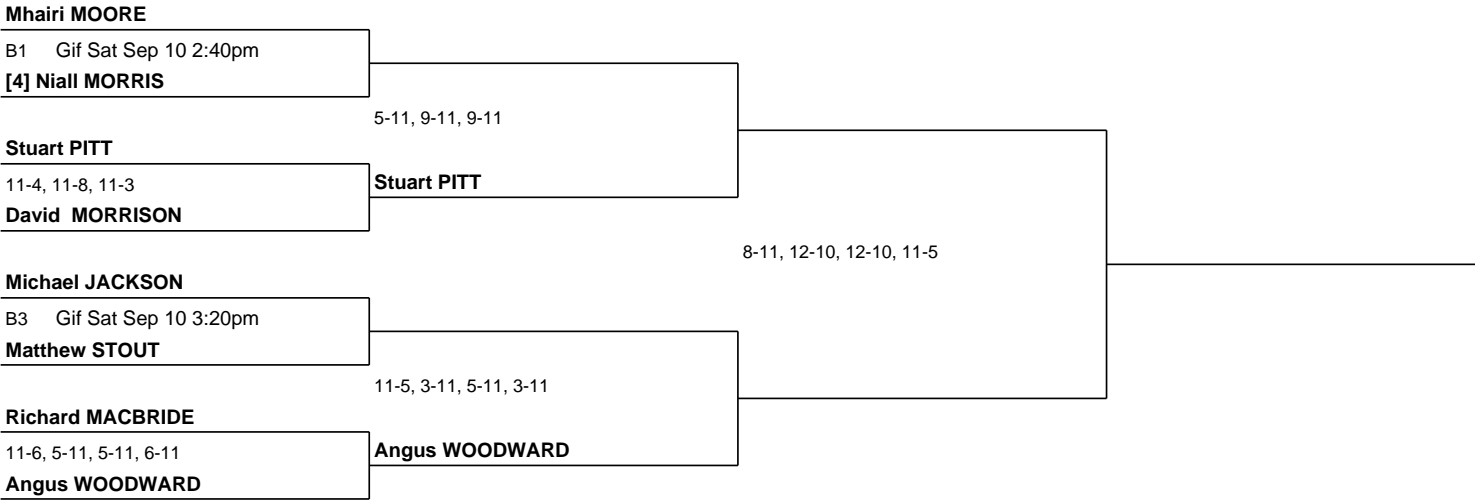 Mhairi MOORE
B1 Gif Sat Sep 10 2:40pm
[4] Niall MORRIS
5-11, 9-11, 9-11
Stuart PITT
11-4, 11-8, 11-3
Stuart PITT
David MORRISON
8-11, 12-10, 12-10, 11-5
Michael JACKSON
B3 Gif Sat Sep 10 3:20pm
Matthew STOUT
11-5, 3-11, 5-11, 3-11
Richard MACBRIDE
11-6, 5-11, 5-11, 6-11
Angus WOODWARD
Angus WOODWARD